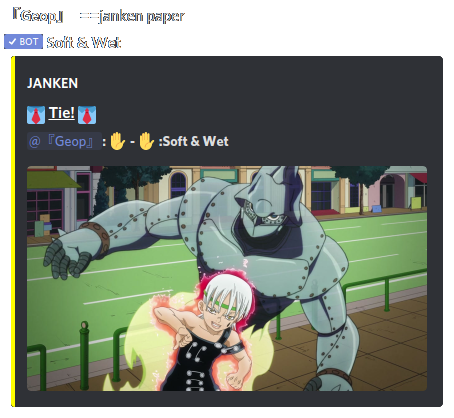 『Geop』 ==janken paper
✓ BOT Soft & Wet
JANKEN
👔 Tie! 👔
@『Geop』 : ✋ - ✋ :Soft & Wet